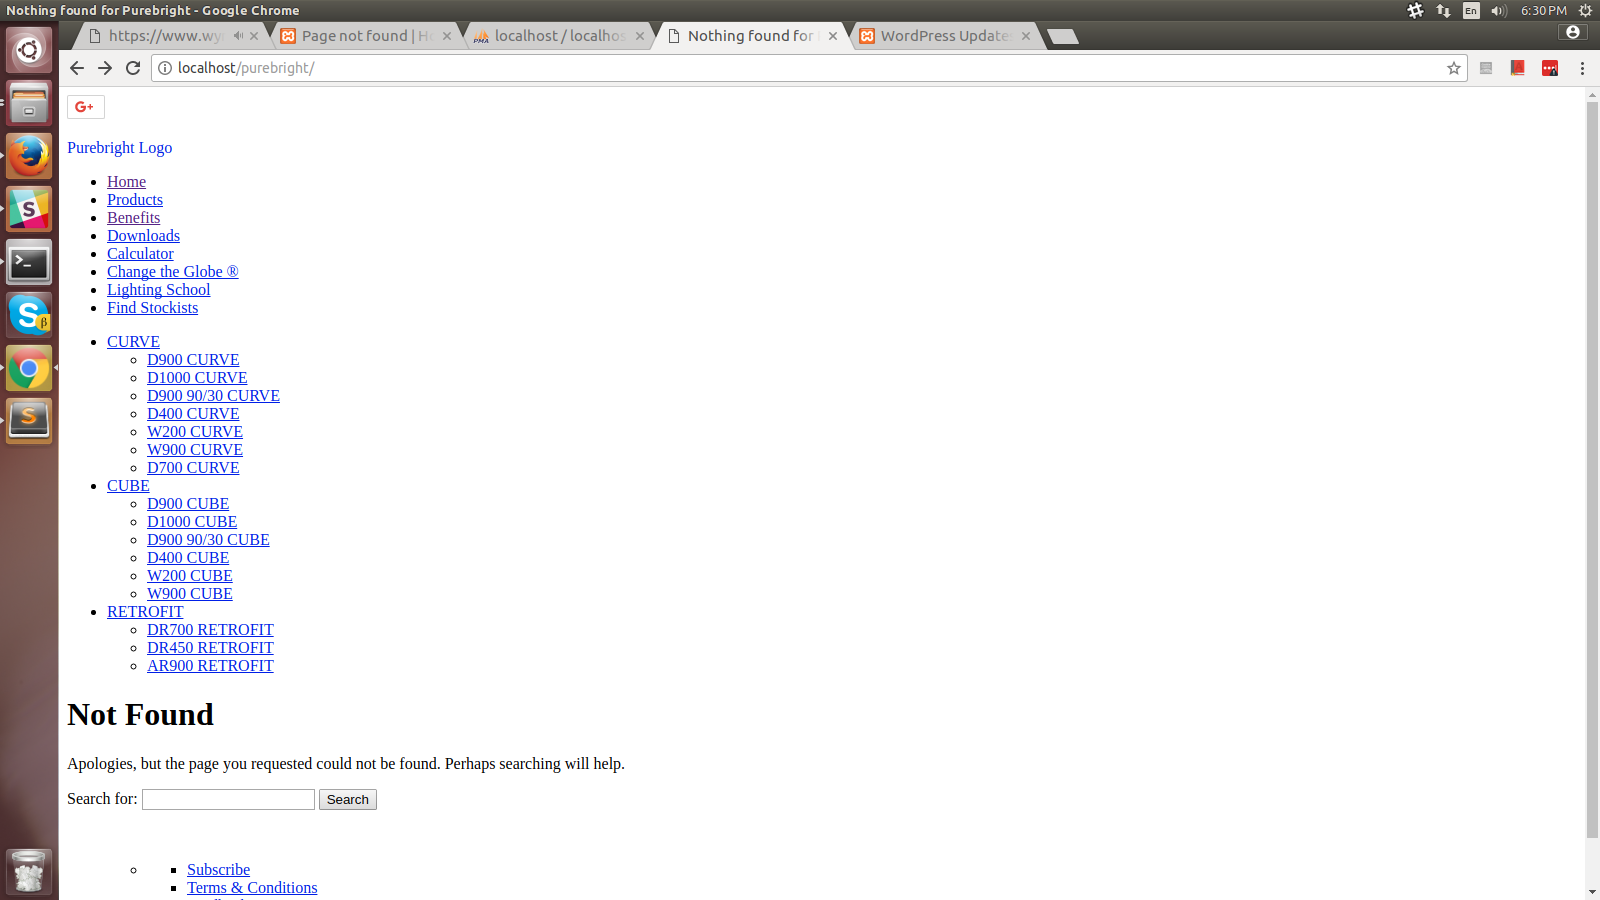 Nothing found for Purebright - Google Chrome
En
6:30 PM
https://www.wy
Page not found | H
PMA
localhost / localhos
Nothing found for
WordPress Update
localhost/purebright/
G+
Purebright Logo
Home
Products
Benefits
Downloads
Calculator
Change the Globe ®
Lighting School
Find Stockists
CURVE
D900 CURVE
D1000 CURVE
D900 90/30 CURVE
D400 CURVE
W200 CURVE
W900 CURVE
D700 CURVE
CUBE
D900 CUBE
D1000 CUBE
D900 90/30 CUBE
D400 CUBE
W200 CUBE
W900 CUBE
RETROFIT
DR700 RETROFIT
DR450 RETROFIT
AR900 RETROFIT
Not Found
Apologies, but the page you requested could not be found. Perhaps searching will help.
Search for:
Search
Subscribe
Terms & Conditions